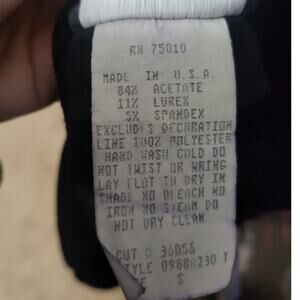 RN 75010
MADE IN U.S.A.
84% ACETATE
11% LUREX
5% SPANDEX
EXCLUDES DECORATION
LINE 100% POLYESTER
HAND WASH COLD DO
NOT TWIST OR WRING
LAY FLAT TO DRY IN
SHADE NO BLEACH NO
IRON NO STEAM DO
NOT DRY CLEAN
CUT # 36056
STYLE 0988A230 T
S